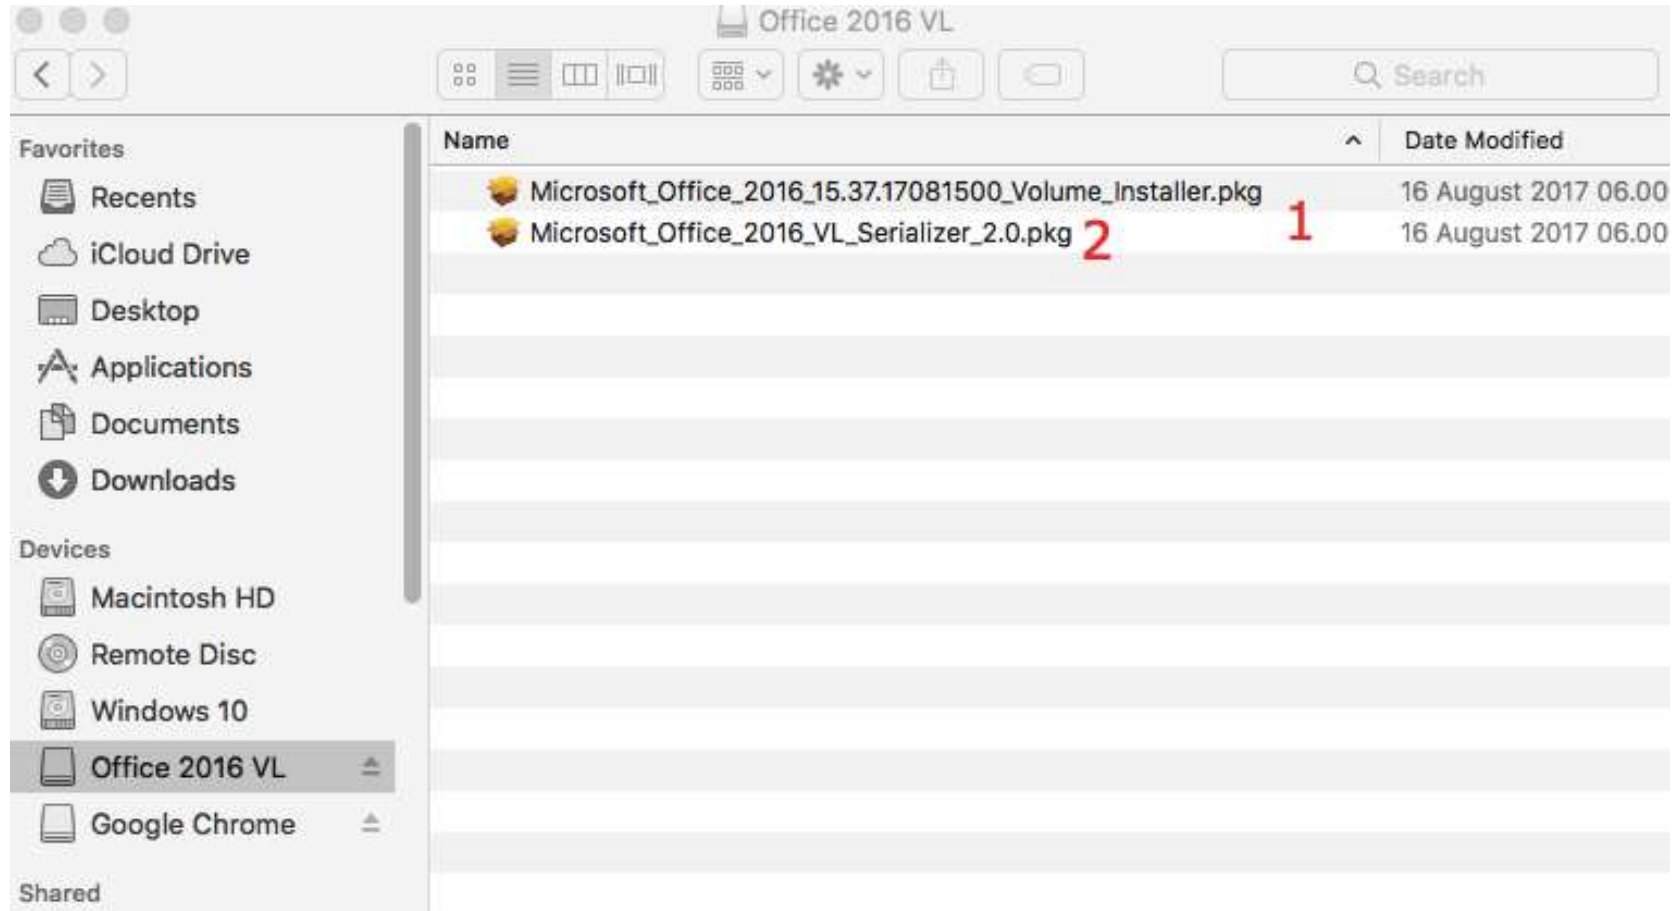 Office 2016 VL
Search
Favorites
Recents
iCloud Drive
Desktop
Applications
Documents
Downloads
Devices
Macintosh HD
Remote Disc
Windows 10
Office 2016 VL
Google Chrome
Shared
Name Date Modified
Microsoft_Office_2016_15.37.17081500_Volume_Installer.pkg 1 16 August 2017 06.00
Microsoft_Office_2016_VL_Serializer_2.0.pkg 2 16 August 2017 06.00